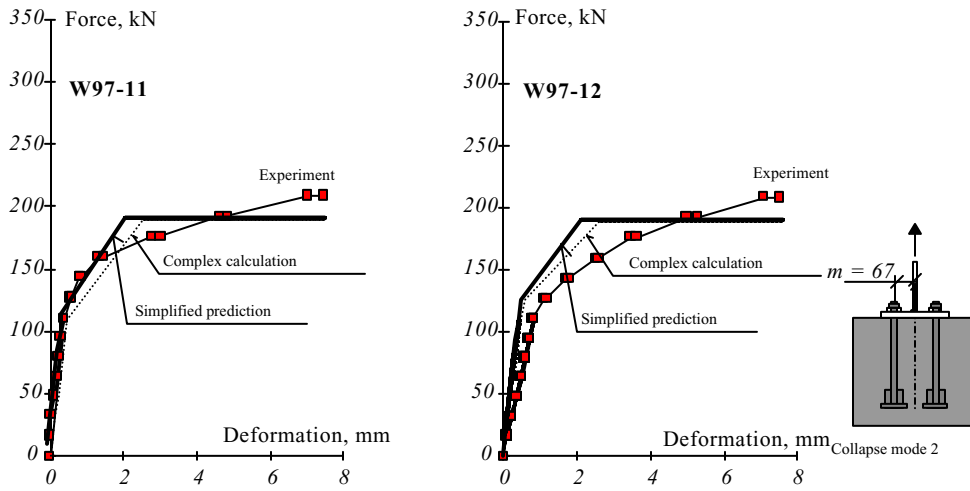 350
Force, kN
300
W97-11
250
Experiment
200
150
Complex calculation
Simplified prediction
100
50
Deformation, mm
0
0
2
4
6
8
350
Force, kN
300
W97-12
250
Experiment
200
150
Complex calculation
Simplified prediction
100
50
Deformation, mm
0
0
2
4
6
8
m = 67
Collapse mode 2